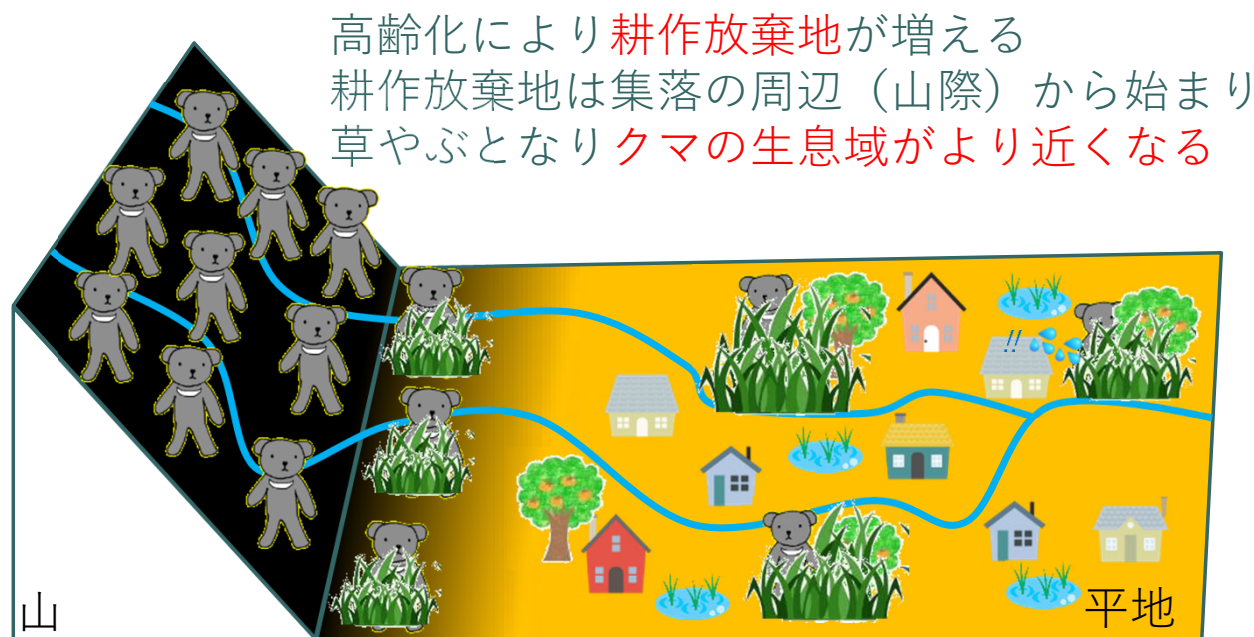 高齢化により耕作放棄地が増える
耕作放棄地は集落の周辺（山際）から始まり
草やぶとなりクマの生息域がより近くなる
!!
山
平地